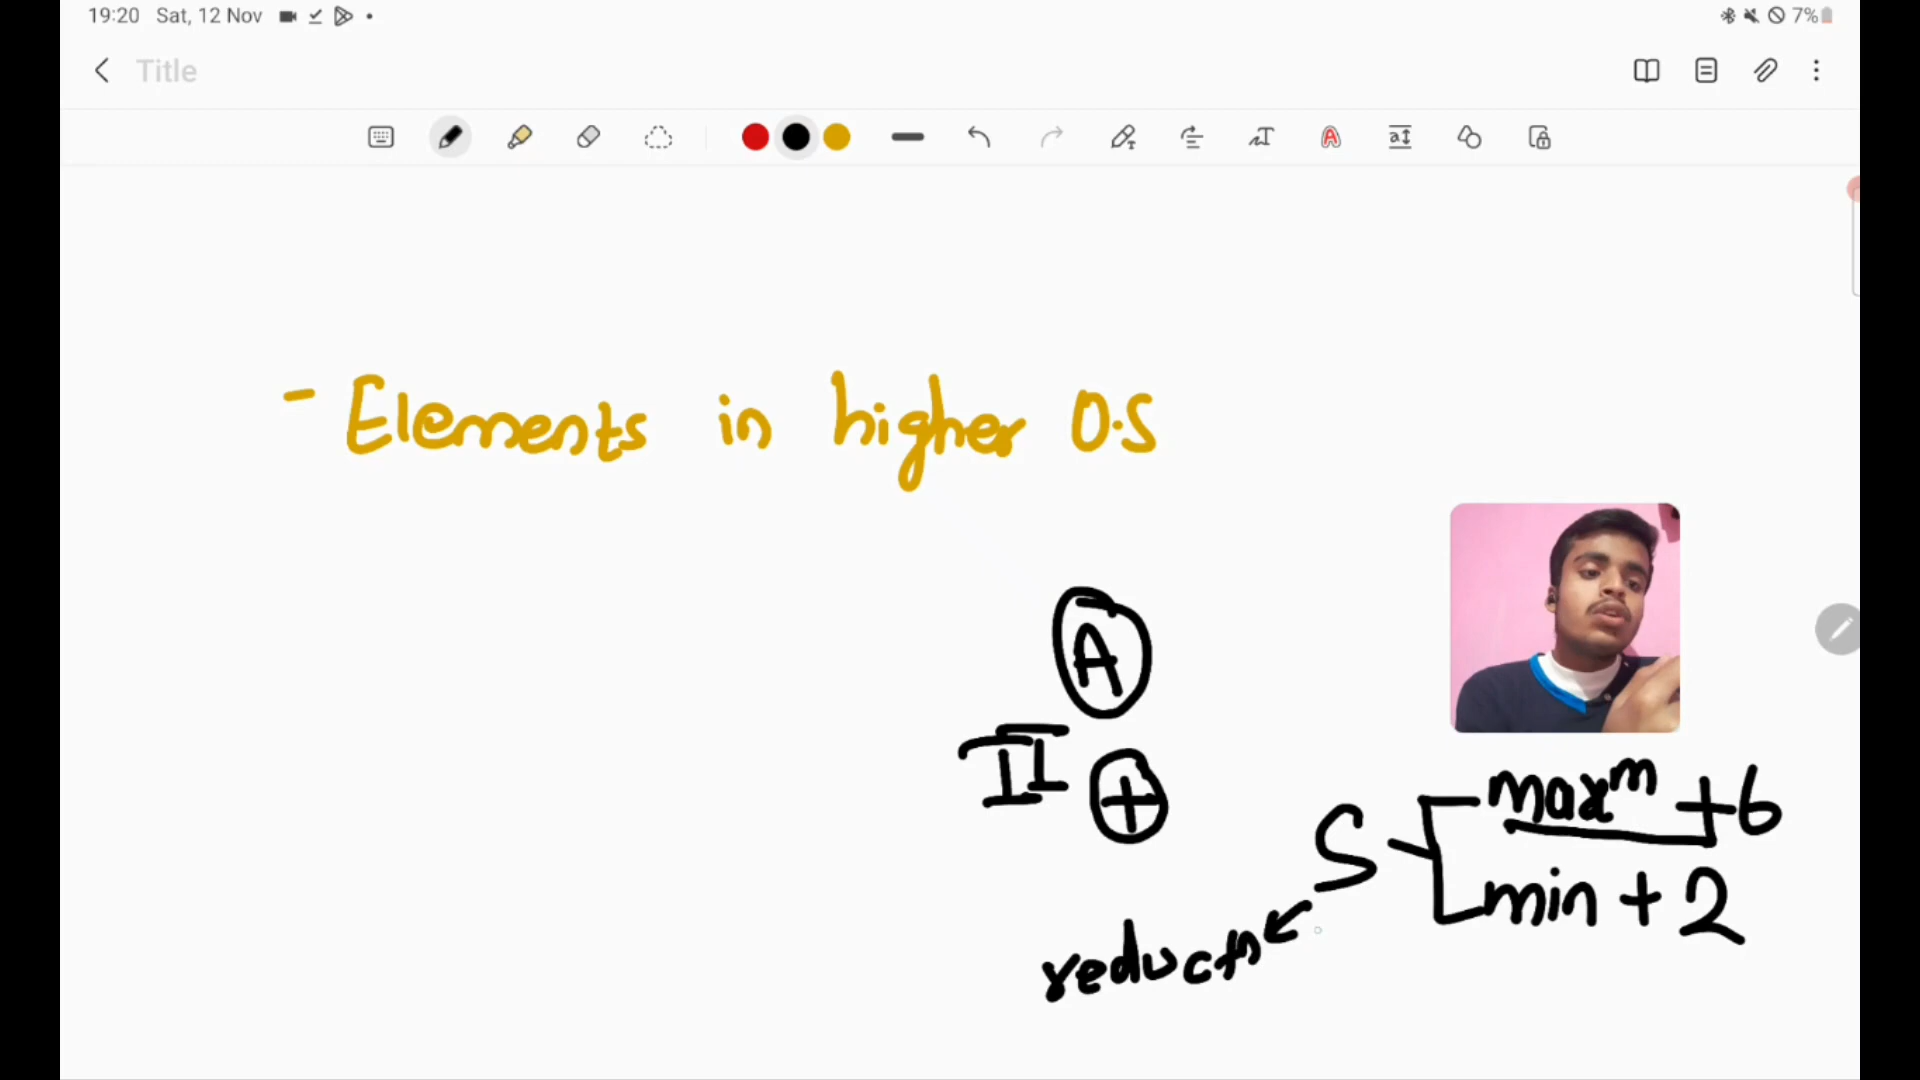 19:20 Sat, 12 Nov
7%
Title
- Elements in higher O.S
A
II +
S maxᵐ +6
min + 2
reductn